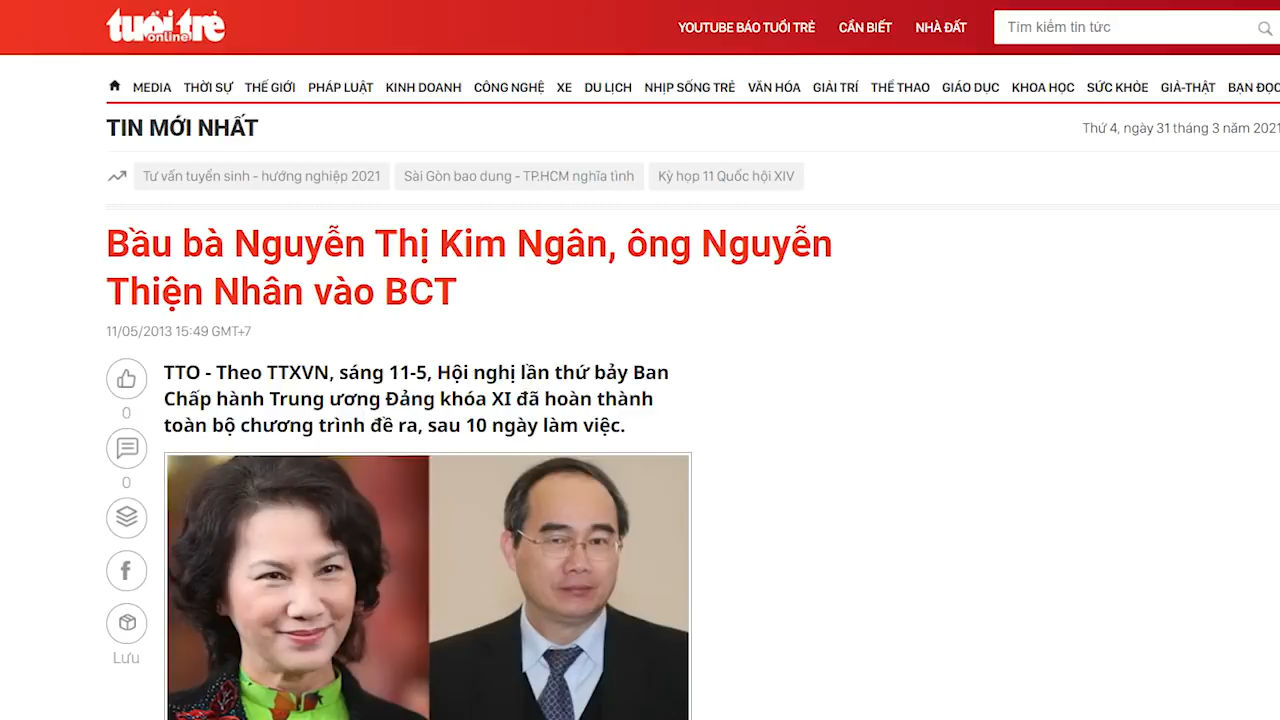 tuổi trẻ
online
YOUTUBE BÁO TUỔI TRẺ CẦN BIẾT NHÀ ĐẤT Tìm kiếm tin tức
MEDIA THỜI SỰ THẾ GIỚI PHÁP LUẬT KINH DOANH CÔNG NGHỆ XE DU LỊCH NHỊP SỐNG TRẺ VĂN HÓA GIẢI TRÍ THỂ THAO GIÁO DỤC KHOA HỌC SỨC KHỎE GIẢ-THẬT BẠN ĐỌC
TIN MỚI NHẤT Thứ 4, ngày 31 tháng 3 năm 2021
Tư vấn tuyển sinh - hướng nghiệp 2021 Sài Gòn bao dung - TP.HCM nghĩa tình Kỳ họp 11 Quốc hội XIV
Bầu bà Nguyễn Thị Kim Ngân, ông Nguyễn
Thiện Nhân vào BCT
11/05/2013 15:49 GMT+7
TTO - Theo TTXVN, sáng 11-5, Hội nghị lần thứ bảy Ban
Chấp hành Trung ương Đảng khóa XI đã hoàn thành
toàn bộ chương trình đề ra, sau 10 ngày làm việc.
0
0
Lưu